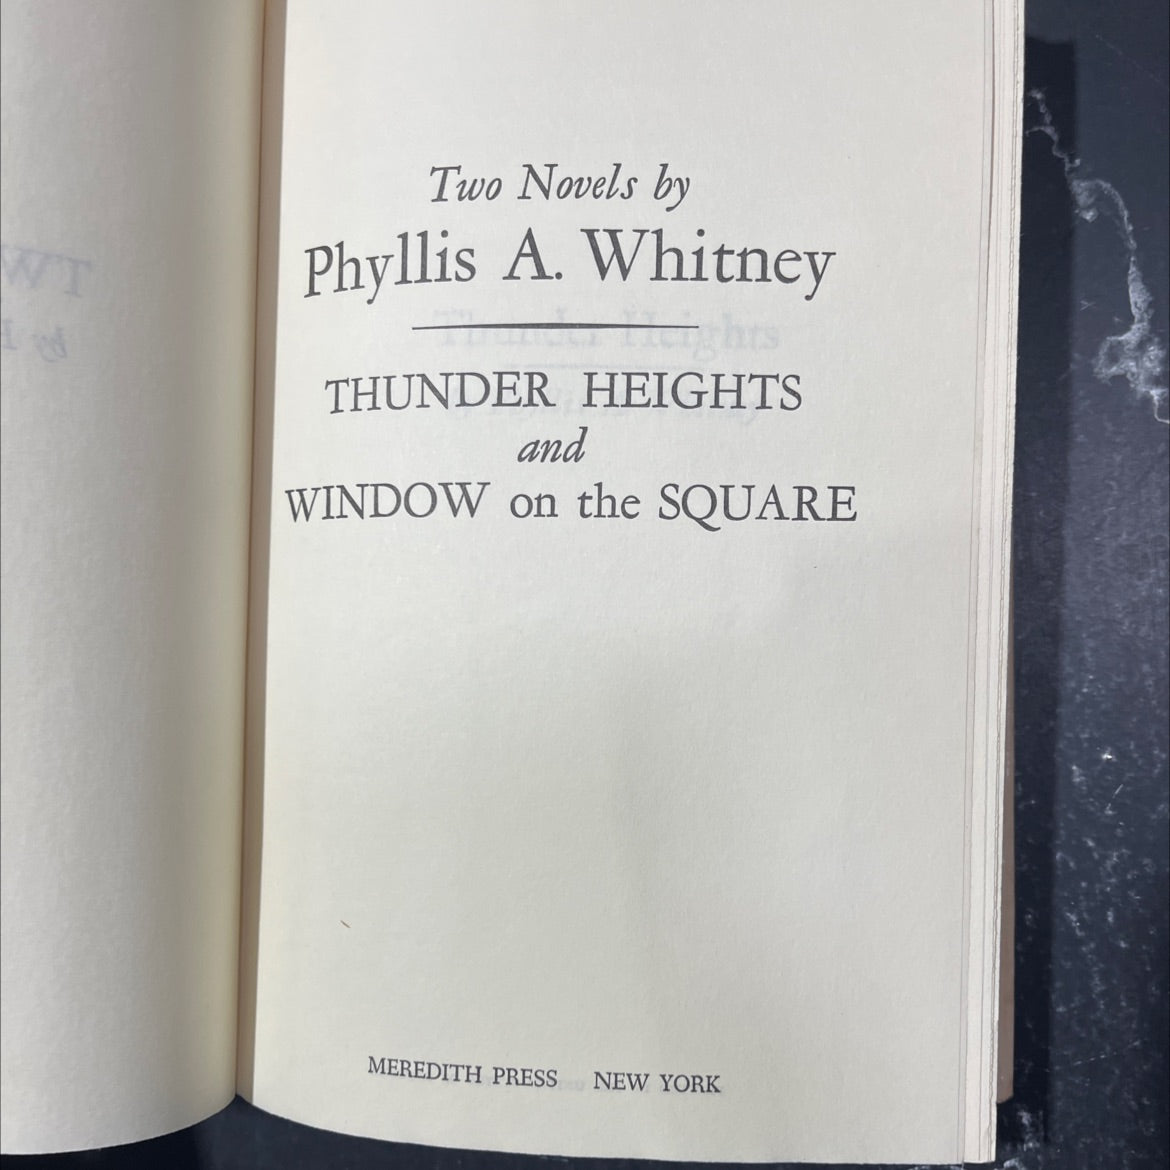 Two Novels by
Phyllis A. Whitney
THUNDER HEIGHTS
and
WINDOW on the SQUARE
MEREDITH PRESS NEW YORK